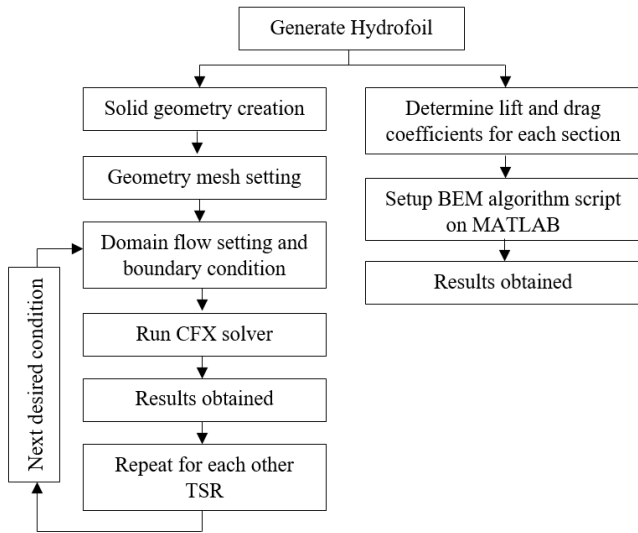 Generate Hydrofoil
Solid geometry creation
Geometry mesh setting
Domain flow setting and
boundary condition
Run CFX solver
Results obtained
Repeat for each other
TSR
Next desired condition
Determine lift and drag
coefficients for each section
Setup BEM algorithm script
on MATLAB
Results obtained